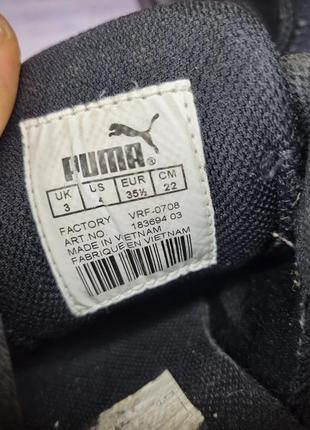 PUMA®
UK US EUR CM
3 4 35½ 22
FACTORY VRF-0708
ART NO. 183694 03
MADE IN VIETNAM
FABRIQUE EN VIETNAM